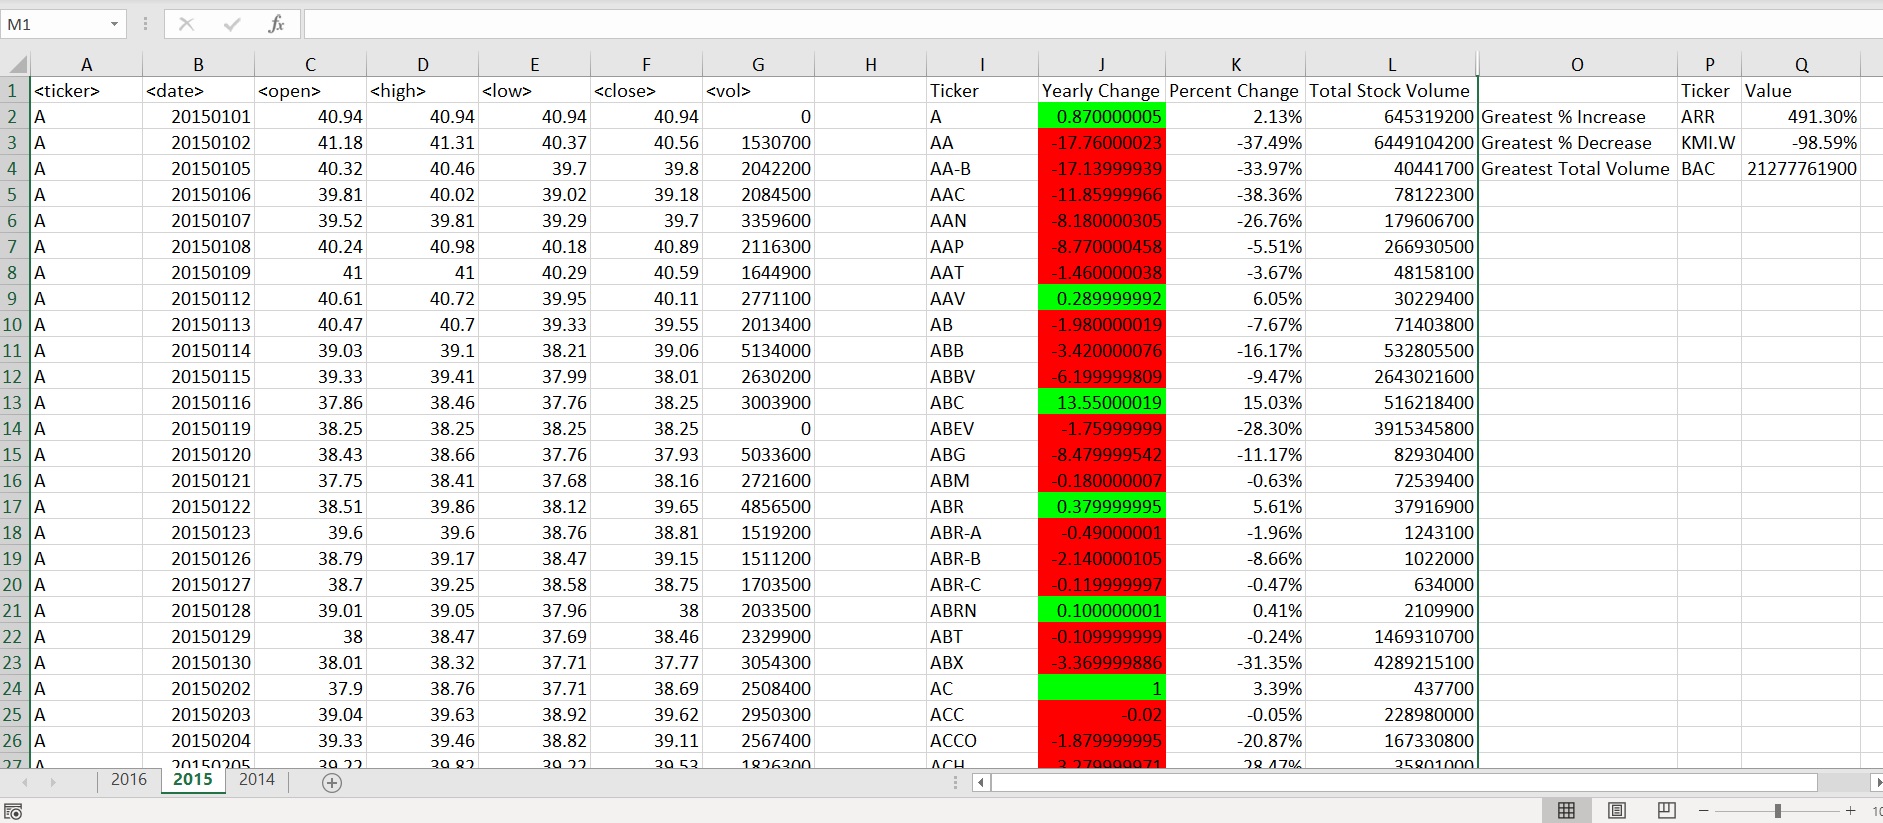 M1 fx
A B C D E F G H I J K L O P Q
1 <ticker> <date> <open> <high> <low> <close> <vol> Ticker Yearly Change Percent Change Total Stock Volume Ticker Value
2 A 20150101 40.94 40.94 40.94 40.94 0 A 0.870000005 2.13% 645319200 Greatest % Increase ARR 491.30%
3 A 20150102 41.18 41.31 40.37 40.56 1530700 AA -17.76000023 -37.49% 6449104200 Greatest % Decrease KMI.W -98.59%
4 A 20150105 40.32 40.46 39.7 39.8 2042200 AA-B -17.13999939 -33.97% 40441700 Greatest Total Volume BAC 21277761900
5 A 20150106 39.81 40.02 39.02 39.18 2084500 AAC -11.85999966 -38.36% 78122300
6 A 20150107 39.52 39.81 39.29 39.7 3359600 AAN -8.180000305 -26.76% 179606700
7 A 20150108 40.24 40.98 40.18 40.89 2116300 AAP -8.770000458 -5.51% 266930500
8 A 20150109 41 41 40.29 40.59 1644900 AAT -1.460000038 -3.67% 48158100
9 A 20150112 40.61 40.72 39.95 40.11 2771100 AAV 0.289999992 6.05% 30229400
10 A 20150113 40.47 40.7 39.33 39.55 2013400 AB -1.980000019 -7.67% 71403800
11 A 20150114 39.03 39.1 38.21 39.06 5134000 ABB -3.420000076 -16.17% 532805500
12 A 20150115 39.33 39.41 37.99 38.01 2630200 ABBV -6.199999809 -9.47% 2643021600
13 A 20150116 37.86 38.46 37.76 38.25 3003900 ABC 13.55000019 15.03% 516218400
14 A 20150119 38.25 38.25 38.25 38.25 0 ABEV -1.75999999 -28.30% 3915345800
15 A 20150120 38.43 38.66 37.76 37.93 5033600 ABG -8.479999542 -11.17% 82930400
16 A 20150121 37.75 38.41 37.68 38.16 2721600 ABM -0.180000007 -0.63% 72539400
17 A 20150122 38.51 39.86 38.12 39.65 4856500 ABR 0.379999995 5.61% 37916900
18 A 20150123 39.6 39.6 38.76 38.81 1519200 ABR-A -0.49000001 -1.96% 1243100
19 A 20150126 38.79 39.17 38.47 39.15 1511200 ABR-B -2.140000105 -8.66% 1022000
20 A 20150127 38.7 39.25 38.58 38.75 1703500 ABR-C -0.119999997 -0.47% 634000
21 A 20150128 39.01 39.05 37.96 38 2033500 ABRN 0.100000001 0.41% 2109900
22 A 20150129 38 38.47 37.69 38.46 2329900 ABT -0.109999999 -0.24% 1469310700
23 A 20150130 38.01 38.32 37.71 37.77 3054300 ABX -3.369999886 -31.35% 4289215100
24 A 20150202 37.9 38.76 37.71 38.69 2508400 AC 1 3.39% 437700
25 A 20150203 39.04 39.63 38.92 39.62 2950300 ACC -0.02 -0.05% 228980000
26 A 20150204 39.33 39.46 38.82 39.11 2567400 ACCO -1.879999995 -20.87% 167330800
27 A 20150205 39.22 39.82 39.22 39.53 1826300 ACH -3.279999971 -28.47% 35801000
2016 2015 2014